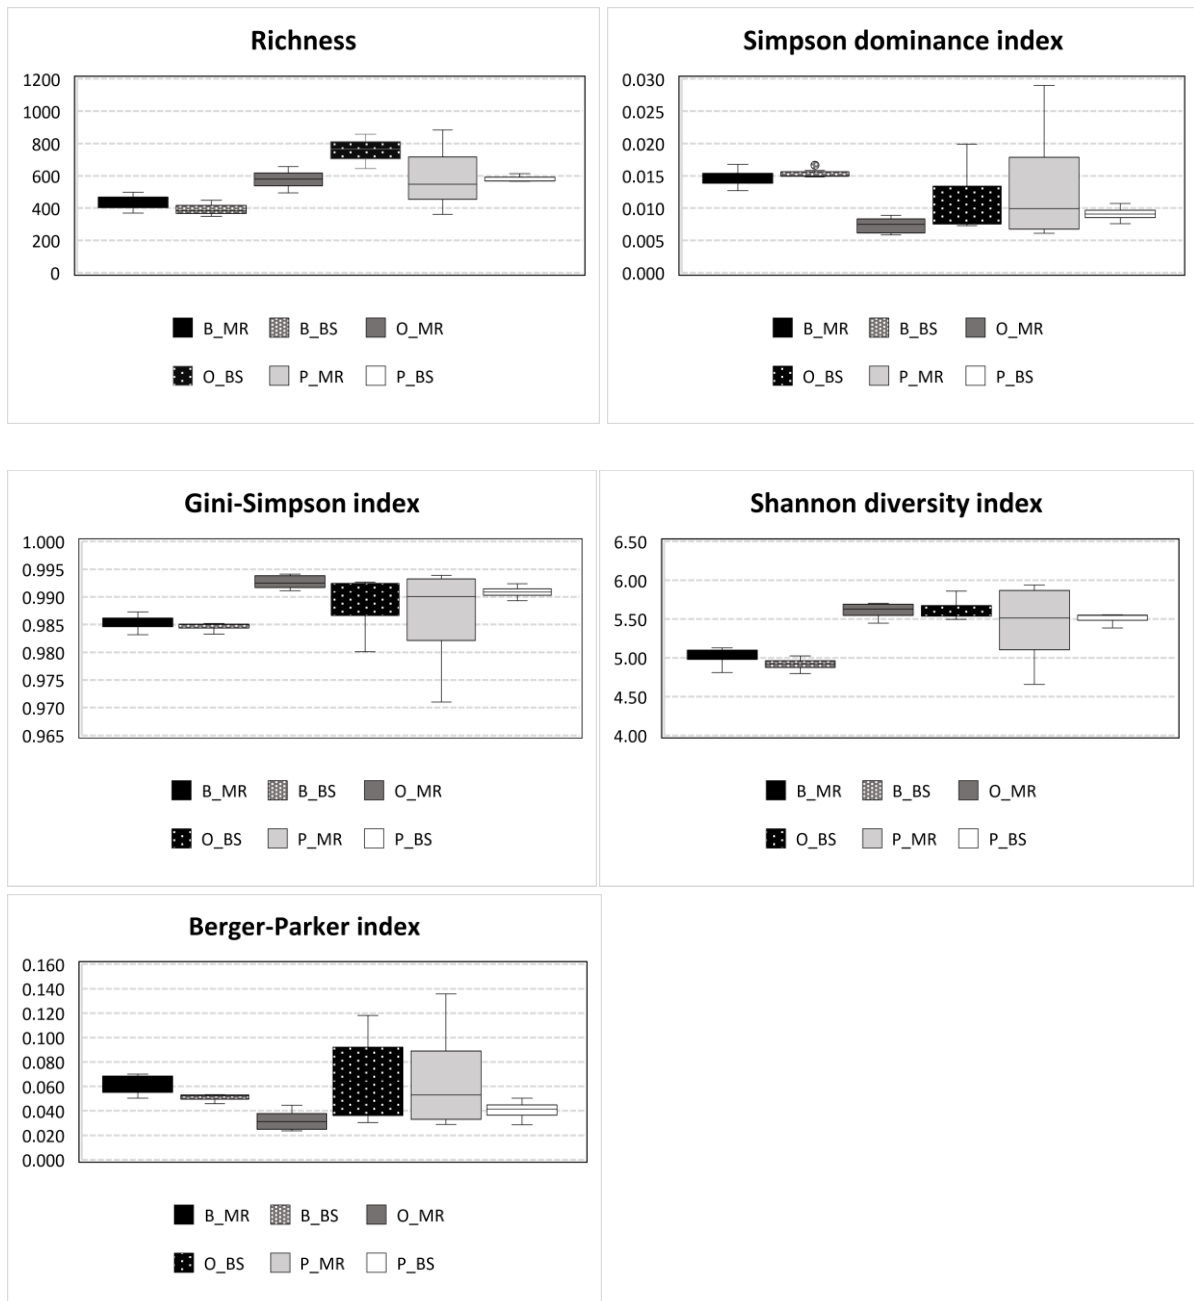 Richness
1200
1000
800
600
400
200
0
B_MR B_BS O_MR
O_BS P_MR P_BS
Simpson dominance index
0.030
0.025
0.020
0.015
0.010
0.005
0.000
B_MR B_BS O_MR
O_BS P_MR P_BS
Gini-Simpson index
1.000
0.995
0.990
0.985
0.980
0.975
0.970
0.965
B_MR B_BS O_MR
O_BS P_MR P_BS
Shannon diversity index
6.50
6.00
5.50
5.00
4.50
4.00
B_MR B_BS O_MR
O_BS P_MR P_BS
Berger-Parker index
0.160
0.140
0.120
0.100
0.080
0.060
0.040
0.020
0.000
B_MR B_BS O_MR
O_BS P_MR P_BS